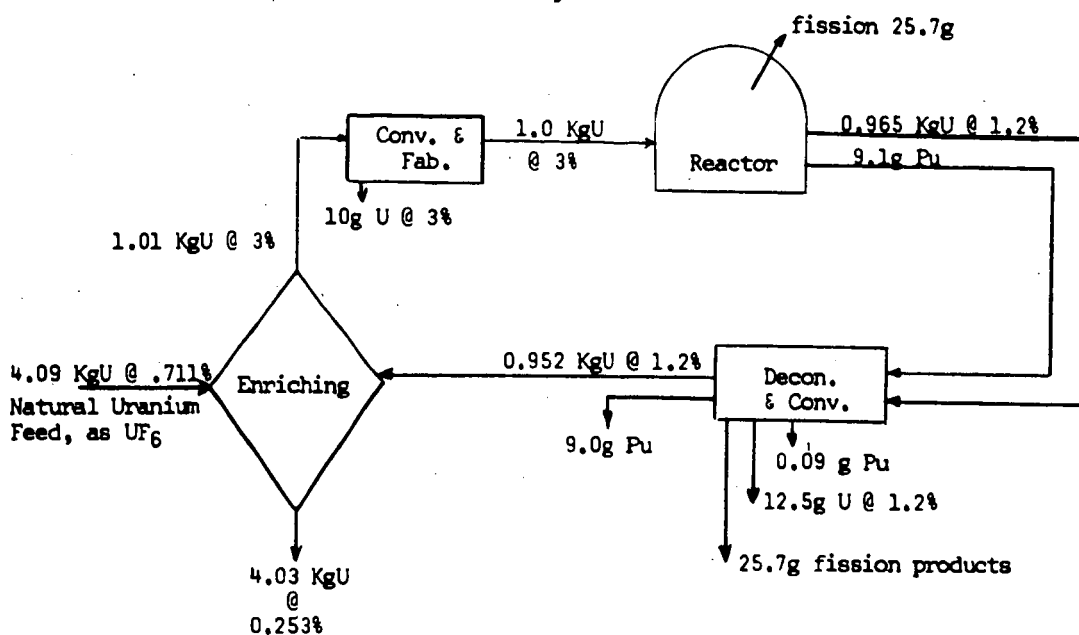 fission 25.7g
Conv. &
Fab.
1.0 KgU
@ 3%
Reactor
0.965 KgU @ 1.2%
9.1g Pu
10g U @ 3%
1.01 KgU @ 3%
4.09 KgU @ .711%
Natural Uranium
Feed, as UF6
Enriching
0.952 KgU @ 1.2%
Decon.
& Conv.
9.0g Pu
0.09 g Pu
12.5g U @ 1.2%
25.7g fission products
4.03 KgU
@
0.253%